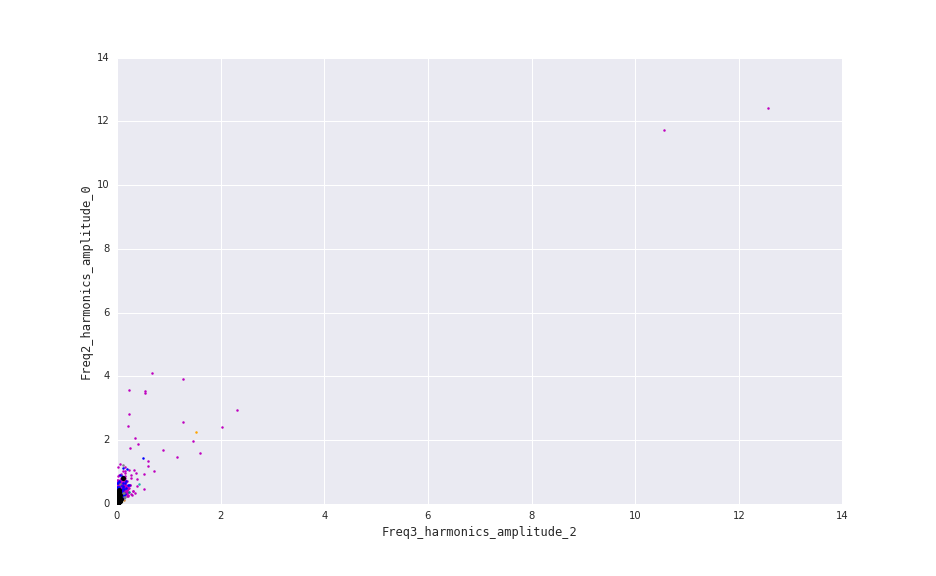 14
12
10
8
6
4
2
0
Freq2_harmonics_amplitude_0
0 2 4 6 8 10 12 14
Freq3_harmonics_amplitude_2